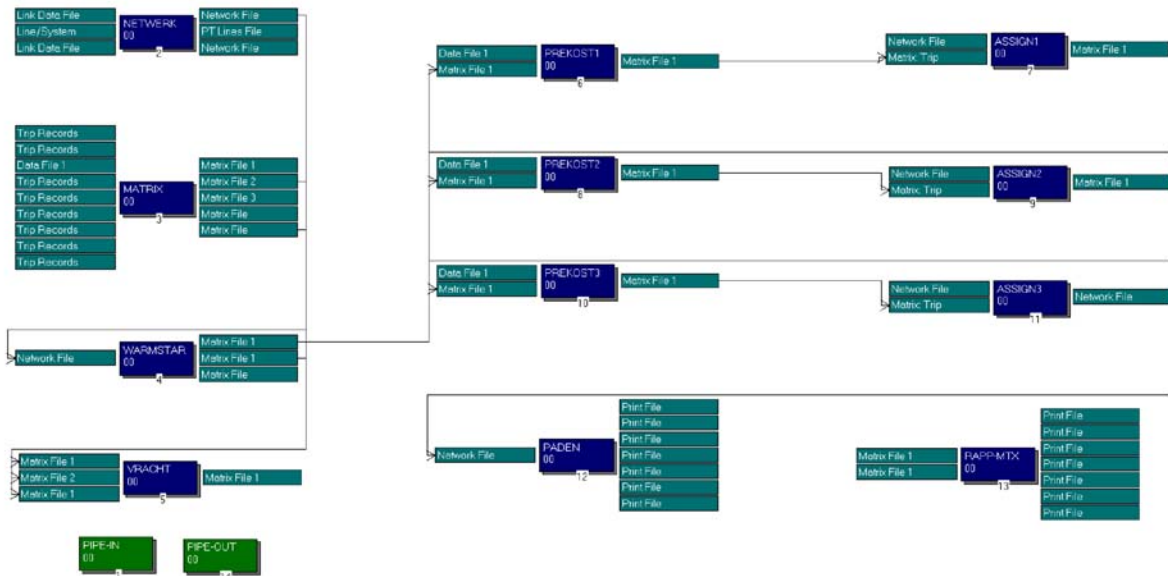 Link Data File
Line/System
Link Data File
NETWERK
00
2
Network File
PT Lines File
Network File
Trip Records
Trip Records
Data File 1
Trip Records
Trip Records
Trip Records
Trip Records
Trip Records
Trip Records
MATRIX
00
3
Matrix File 1
Matrix File 2
Matrix File 3
Matrix File
Matrix File
Network File
WARMSTAR
00
4
Matrix File 1
Matrix File 1
Matrix File
Matrix File 1
Matrix File 2
Matrix File 1
VRACHT
00
5
Matrix File 1
PIPE-IN
00
PIPE-OUT
00
Data File 1
Matrix File 1
PREKOST1
00
6
Matrix File 1
Network File
Matrix Trip
ASSIGN1
00
7
Matrix File 1
Data File 1
Matrix File 1
PREKOST2
00
8
Matrix File 1
Network File
Matrix Trip
ASSIGN2
00
9
Matrix File 1
Data File 1
Matrix File 1
PREKOST3
00
10
Matrix File 1
Network File
Matrix Trip
ASSIGN3
00
11
Network File
Network File
PADEN
00
12
Print File
Print File
Print File
Print File
Print File
Print File
Print File
Matrix File 1
Matrix File 1
RAPP-MTX
00
13
Print File
Print File
Print File
Print File
Print File
Print File
Print File